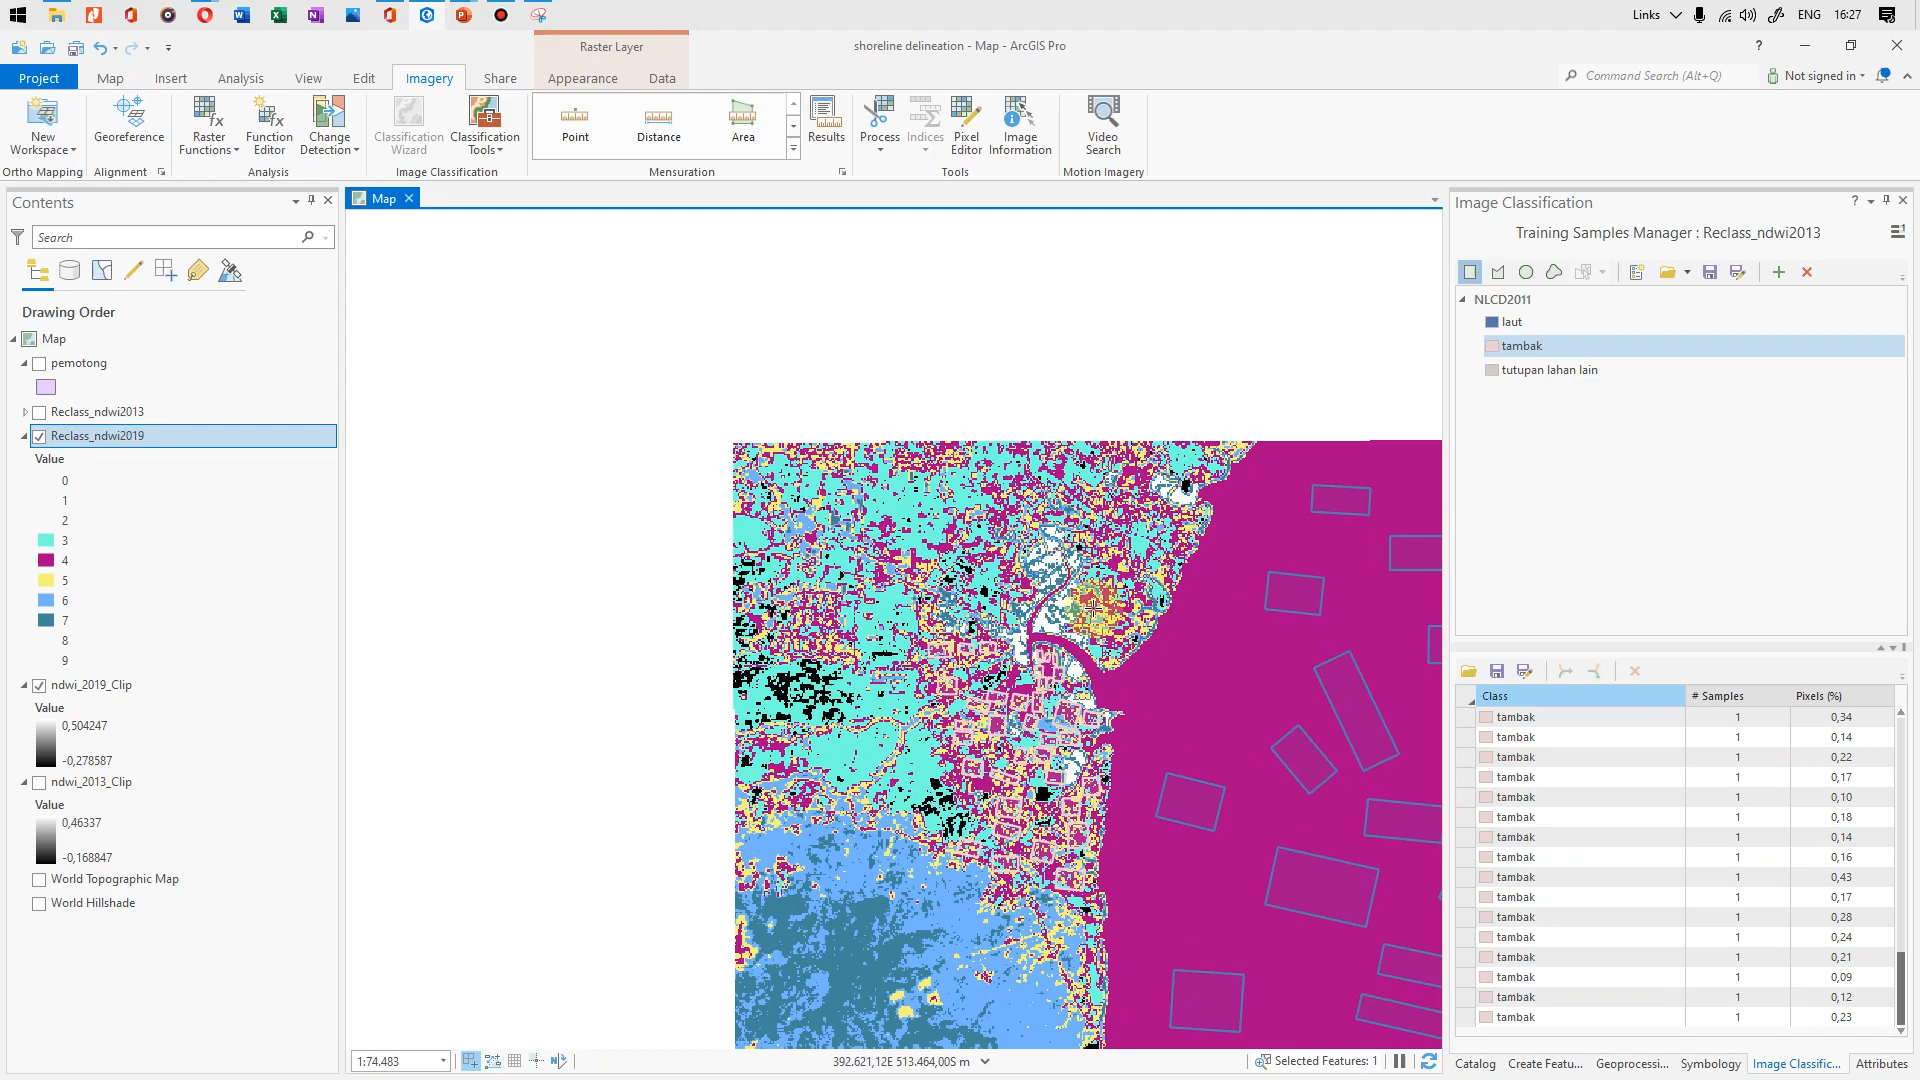 Links
ENG
16:27
Raster Layer
shoreline delineation - Map - ArcGIS Pro
Project
Map
Insert
Analysis
View
Edit
Imagery
Share
Appearance
Data
Command Search (Alt+Q)
Not signed in
New Workspace
Georeference
Raster Functions
Function Editor
Change Detection
Classification Wizard
Classification Tools
Point
Distance
Area
Results
Process
Indices
Pixel Editor
Image Information
Video Search
Ortho Mapping
Alignment
Analysis
Image Classification
Mensuration
Tools
Motion Imagery
Contents
Search
Drawing Order
Map
pemotong
Reclass_ndwi2013
Reclass_ndwi2019
Value
0
1
2
3
4
5
6
7
8
9
ndwi_2019_Clip
Value
0,504247
-0,278587
ndwi_2013_Clip
Value
0,46337
-0,168847
World Topographic Map
World Hillshade
Map
1:74.483
392.621,12E 513.464,00S m
Selected Features: 1
Image Classification
Training Samples Manager : Reclass_ndwi2013
NLCD2011
laut
tambak
tutupan lahan lain
Class # Samples Pixels (%)
tambak 1 0,34
tambak 1 0,14
tambak 1 0,22
tambak 1 0,17
tambak 1 0,10
tambak 1 0,18
tambak 1 0,14
tambak 1 0,16
tambak 1 0,43
tambak 1 0,17
tambak 1 0,28
tambak 1 0,24
tambak 1 0,21
tambak 1 0,09
tambak 1 0,12
tambak 1 0,23
Catalog
Create Featu...
Geoprocessi...
Symbology
Image Classific...
Attributes